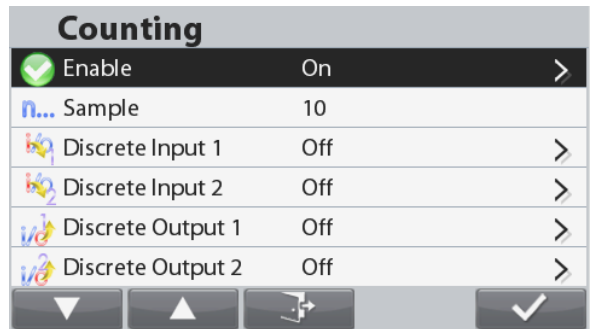 Counting
Enable On
n... Sample 10
Discrete Input 1 Off
Discrete Input 2 Off
Discrete Output 1 Off
Discrete Output 2 Off